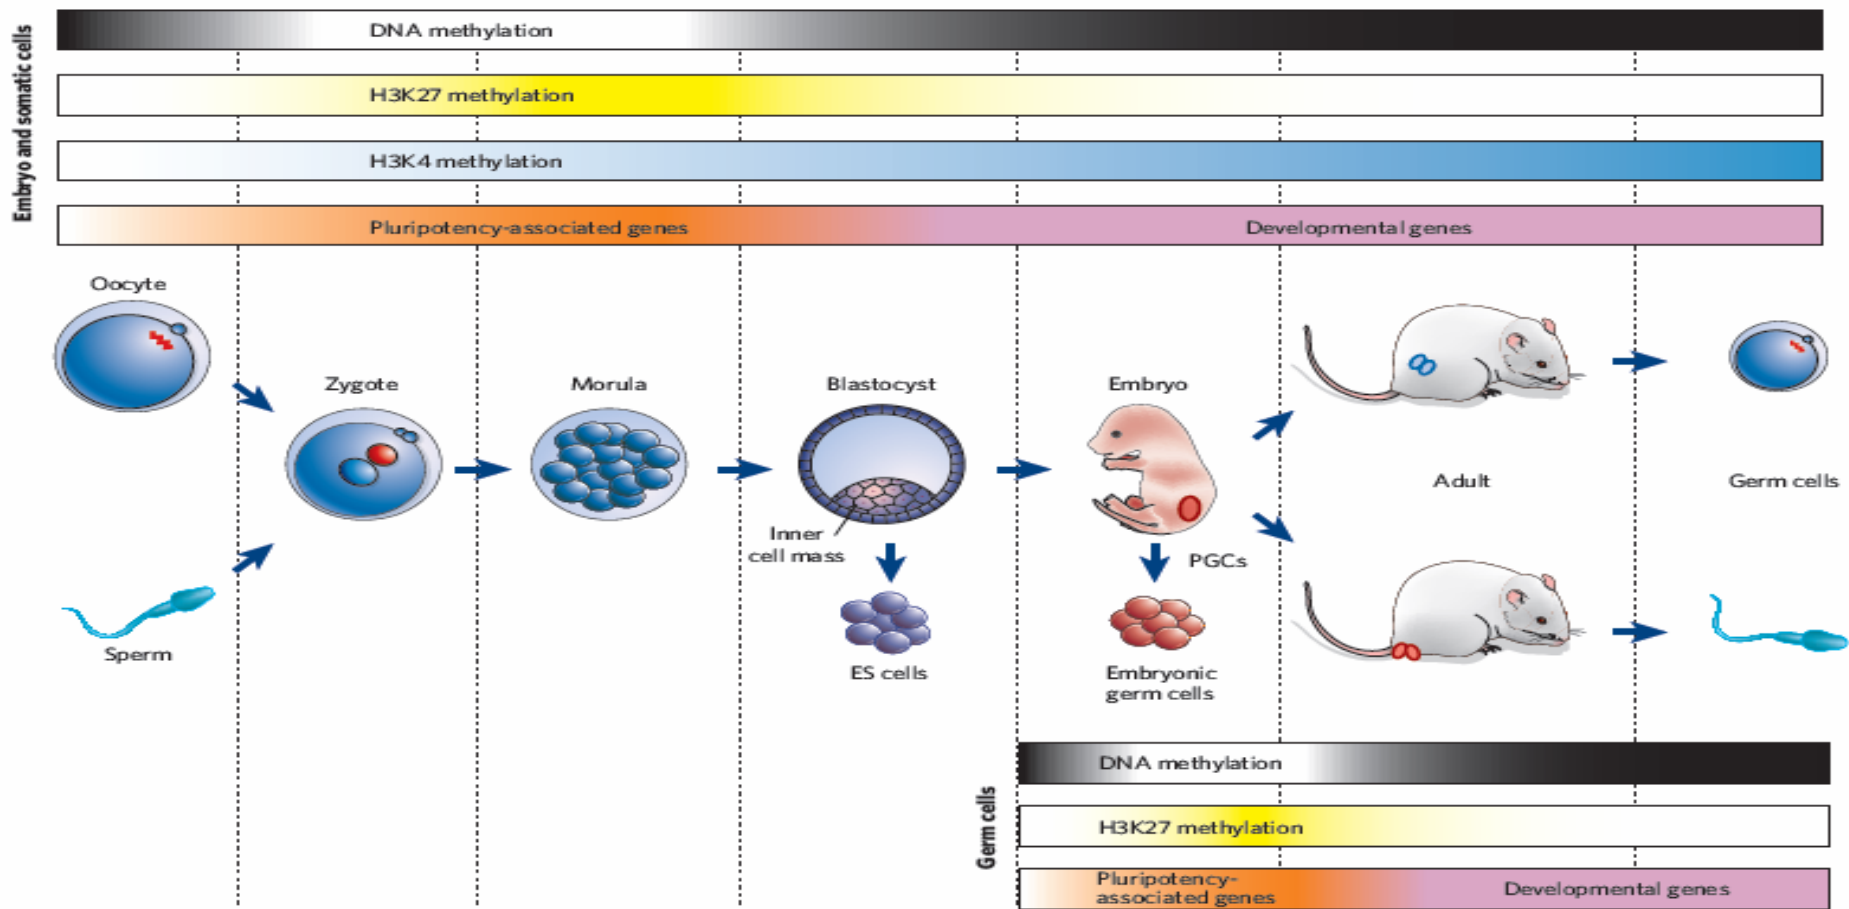 Embryo and somatic cells
DNA methylation
H3K27 methylation
H3K4 methylation
Pluripotency-associated genes
Developmental genes
Oocyte
Zygote
Morula
Blastocyst
Embryo
Adult
Germ cells
Inner
cell mass
PGCs
Sperm
ES cells
Embryonic
germ cells
Germ cells
DNA methylation
H3K27 methylation
Pluripotency-
associated genes
Developmental genes